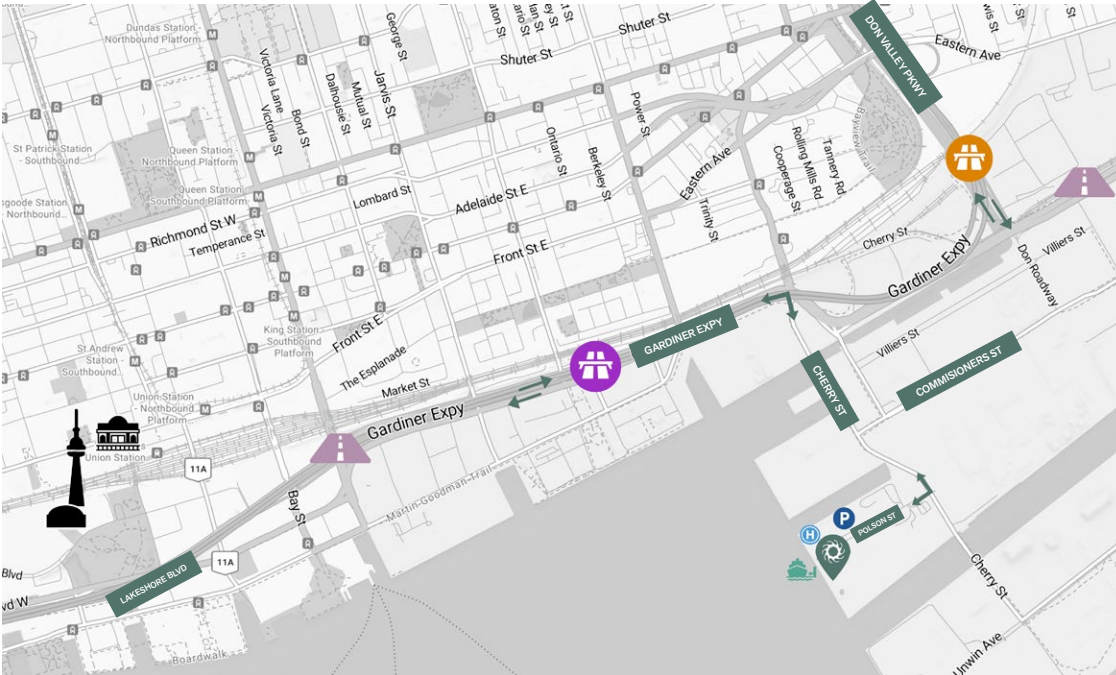 Dundas Station -
Northbound Platform
Victoria Lane
Victoria St
Bond St
Dalhousie St
Mutual St
Jarvis St
George St
Shuter St
Shuter St
Power St
Eastern Ave
DON VALLEY PKWY
Eastern Ave
Bayview Trail
St Patrick Station
- Southbound...
Queen Station
Northbound Platform
Queen Station -
Southbound Platform
Northbound...
Richmond St W
Temperance St
Lombard St
Adelaide St E
Ontario St
Berkeley St
Trinity St
Cooperage St
Rolling Mills Rd
Tannery Rd
Front St E
Cherry St
Gardiner Expy
Don Roadway
Villiers St
King Station
Southbound
Platform
Front St E
The Esplanade
Market St
St Andrew
Station -
Southbound...
Union Station
Northbound
Platform...
Union Station
11A
Gardiner Expy
GARDINER EXPY
Villiers St
COMMISIONERS ST
CHERRY ST
Martin Goodman Trail
Bay St
11A
LAKESHORE BLVD
Blvd
vd W
Boardwalk
P
H
POLSON ST
Cherry St
Unwin Ave